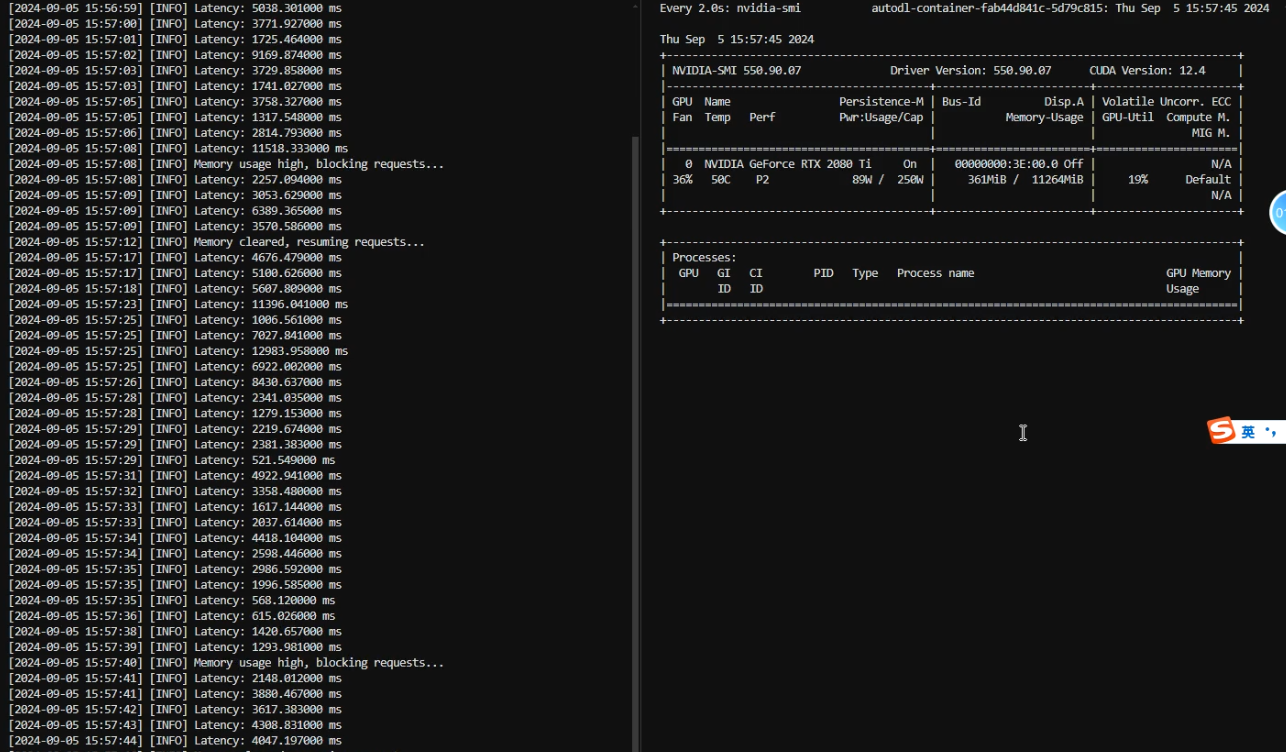 [2024-09-05 15:56:59] [INFO] Latency: 5038.301000 ms
[2024-09-05 15:57:00] [INFO] Latency: 3771.927000 ms
[2024-09-05 15:57:01] [INFO] Latency: 1725.464000 ms
[2024-09-05 15:57:02] [INFO] Latency: 9169.874000 ms
[2024-09-05 15:57:03] [INFO] Latency: 3729.858000 ms
[2024-09-05 15:57:03] [INFO] Latency: 1741.027000 ms
[2024-09-05 15:57:05] [INFO] Latency: 3758.327000 ms
[2024-09-05 15:57:05] [INFO] Latency: 1317.548000 ms
[2024-09-05 15:57:06] [INFO] Latency: 2814.793000 ms
[2024-09-05 15:57:08] [INFO] Latency: 11518.333000 ms
[2024-09-05 15:57:08] [INFO] Memory usage high, blocking requests...
[2024-09-05 15:57:08] [INFO] Latency: 2257.094000 ms
[2024-09-05 15:57:09] [INFO] Latency: 3053.629000 ms
[2024-09-05 15:57:09] [INFO] Latency: 6389.365000 ms
[2024-09-05 15:57:09] [INFO] Latency: 3570.586000 ms
[2024-09-05 15:57:12] [INFO] Memory cleared, resuming requests...
[2024-09-05 15:57:17] [INFO] Latency: 4676.479000 ms
[2024-09-05 15:57:17] [INFO] Latency: 5100.626000 ms
[2024-09-05 15:57:18] [INFO] Latency: 5607.809000 ms
[2024-09-05 15:57:23] [INFO] Latency: 11396.041000 ms
[2024-09-05 15:57:25] [INFO] Latency: 1006.561000 ms
[2024-09-05 15:57:25] [INFO] Latency: 7027.841000 ms
[2024-09-05 15:57:25] [INFO] Latency: 12983.958000 ms
[2024-09-05 15:57:25] [INFO] Latency: 6922.002000 ms
[2024-09-05 15:57:26] [INFO] Latency: 8430.637000 ms
[2024-09-05 15:57:28] [INFO] Latency: 2341.035000 ms
[2024-09-05 15:57:28] [INFO] Latency: 1279.153000 ms
[2024-09-05 15:57:29] [INFO] Latency: 2219.674000 ms
[2024-09-05 15:57:29] [INFO] Latency: 2381.383000 ms
[2024-09-05 15:57:29] [INFO] Latency: 521.549000 ms
[2024-09-05 15:57:31] [INFO] Latency: 4922.941000 ms
[2024-09-05 15:57:32] [INFO] Latency: 3358.480000 ms
[2024-09-05 15:57:33] [INFO] Latency: 1617.144000 ms
[2024-09-05 15:57:33] [INFO] Latency: 2037.614000 ms
[2024-09-05 15:57:34] [INFO] Latency: 4418.104000 ms
[2024-09-05 15:57:34] [INFO] Latency: 2598.446000 ms
[2024-09-05 15:57:35] [INFO] Latency: 2986.592000 ms
[2024-09-05 15:57:35] [INFO] Latency: 1996.585000 ms
[2024-09-05 15:57:35] [INFO] Latency: 568.120000 ms
[2024-09-05 15:57:36] [INFO] Latency: 615.026000 ms
[2024-09-05 15:57:38] [INFO] Latency: 1420.657000 ms
[2024-09-05 15:57:39] [INFO] Latency: 1293.981000 ms
[2024-09-05 15:57:40] [INFO] Memory usage high, blocking requests...
[2024-09-05 15:57:41] [INFO] Latency: 2148.012000 ms
[2024-09-05 15:57:41] [INFO] Latency: 3880.467000 ms
[2024-09-05 15:57:42] [INFO] Latency: 3617.383000 ms
[2024-09-05 15:57:43] [INFO] Latency: 4308.831000 ms
[2024-09-05 15:57:44] [INFO] Latency: 4047.197000 ms
Every 2.0s: nvidia-smi autodl-container-fab44d841c-5d79c815: Thu Sep 5 15:57:45 2024
Thu Sep 5 15:57:45 2024
NVIDIA-SMI 550.90.07 Driver Version: 550.90.07 CUDA Version: 12.4
GPU Name Persistence-M | Bus-Id Disp.A | Volatile Uncorr. ECC
Fan Temp Perf Pwr:Usage/Cap | Memory-Usage | GPU-Util Compute M.
MIG M.
0 NVIDIA GeForce RTX 2080 Ti On | 00000000:3E:00.0 Off | N/A
36% 50C P2 89W / 250W | 361MiB / 11264MiB | 19% Default
N/A
Processes:
GPU GI CI PID Type Process name GPU Memory
ID ID Usage
英